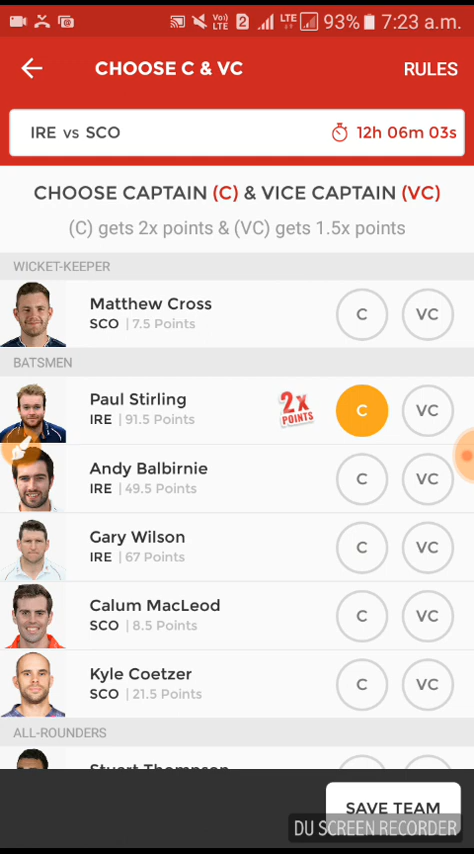 Vo))
LTE
2
LTE
93%
7:23 a.m.
CHOOSE C & VC
RULES
IRE vs SCO
12h 06m 03s
CHOOSE CAPTAIN (C) & VICE CAPTAIN (VC)
(C) gets 2x points & (VC) gets 1.5x points
WICKET-KEEPER
Matthew Cross
SCO | 7.5 Points
C
VC
BATSMEN
Paul Stirling
IRE | 91.5 Points
2x
POINTS
C
VC
Andy Balbirnie
IRE | 49.5 Points
C
VC
Gary Wilson
IRE | 67 Points
C
VC
Calum MacLeod
SCO | 8.5 Points
C
VC
Kyle Coetzer
SCO | 21.5 Points
C
VC
ALL-ROUNDERS
Stuart Thompson
SAVE TEAM
DU SCREEN RECORDER